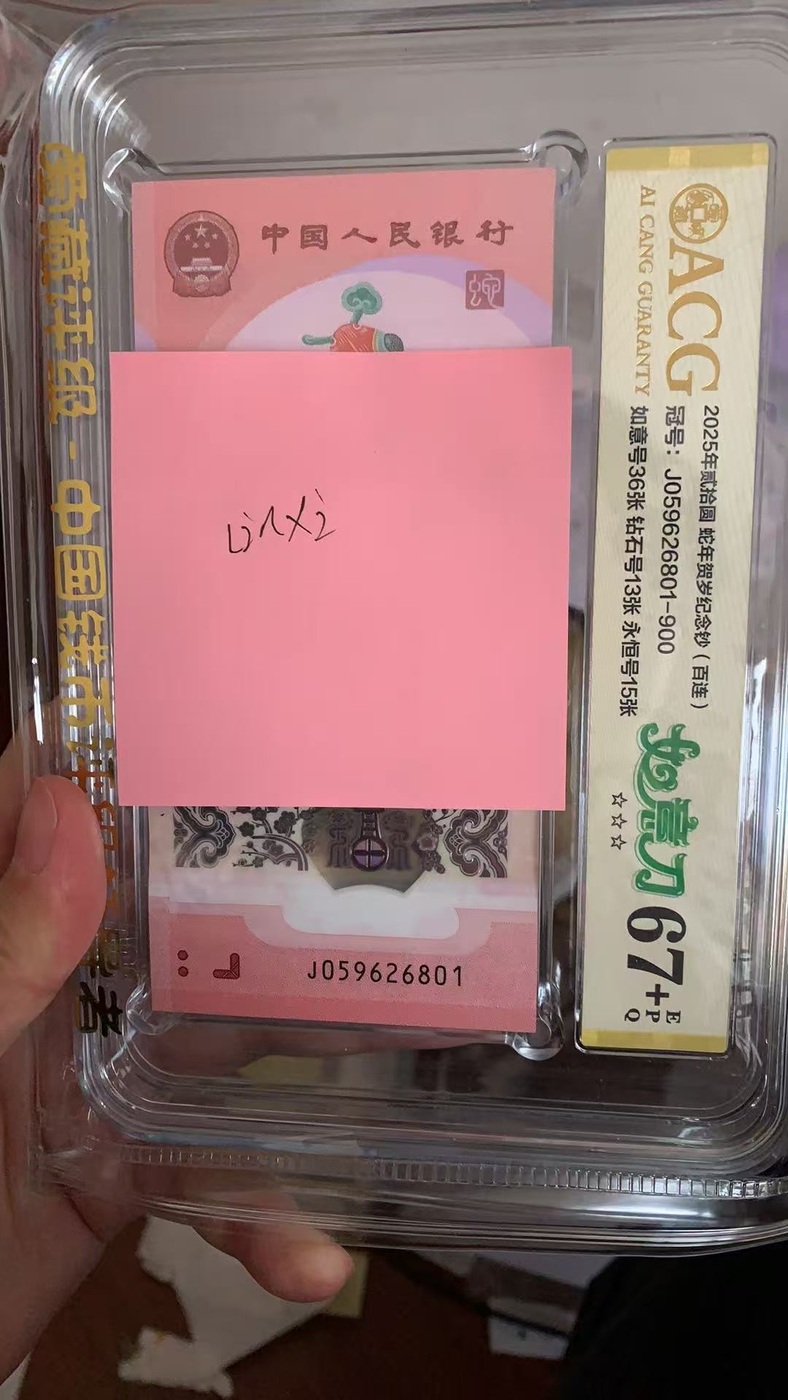 中国人民银行
蛇
LinXi
J059626801
ACG
AI CANG GUARANTY
2025年贰拾圆 蛇年贺岁纪念钞（百连）
冠号：J059626801-900
如意号36张 钻石号13张 永恒号15张
☆☆☆
67+
EPQ
爱藏评级-中国钱币评级
者